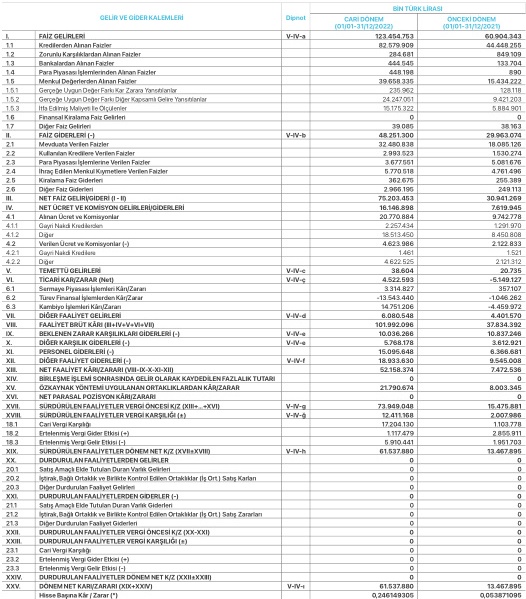 BİN TÜRK LİRASI
GELİR VE GİDER KALEMLERİ Dipnot CARİ DÖNEM ÖNCEKİ DÖNEM
(01/01-31/12/2022) (01/01-31/12/2021)
I. FAİZ GELİRLERİ V-IV-a 123.454.753 60.904.343
1.1 Kredilerden Alınan Faizler 82.579.909 44.448.255
1.2 Zorunlu Karşılıklardan Alınan Faizler 284.681 849.109
1.3 Bankalardan Alınan Faizler 444.545 133.704
1.4 Para Piyasası İşlemlerinden Alınan Faizler 448.198 890
1.5 Menkul Değerlerden Alınan Faizler 39.658.335 15.434.222
1.5.1 Gerçeğe Uygun Değer Farkı Kar Zarara Yansıtılanlar 235.962 128.118
1.5.2 Gerçeğe Uygun Değer Farkı Diğer Kapsamlı Gelire Yansıtılanlar 24.247.051 9.421.203
1.5.3 İtfa Edilmiş Maliyeti İle Ölçülenler 15.175.322 5.884.901
1.6 Finansal Kiralama Faiz Gelirleri 0 0
1.7 Diğer Faiz Gelirleri 39.085 38.163
II. FAİZ GİDERLERİ (-) V-IV-b 48.251.300 29.963.074
2.1 Mevduata Verilen Faizler 32.480.838 18.085.126
2.2 Kullanılan Kredilere Verilen Faizler 2.993.523 1.530.274
2.3 Para Piyasası İşlemlerine Verilen Faizler 3.677.551 5.081.676
2.4 İhraç Edilen Menkul Kıymetlere Verilen Faizler 5.770.518 4.761.496
2.5 Kiralama Faiz Giderleri 362.675 255.389
2.6 Diğer Faiz Giderleri 2.966.195 249.113
III. NET FAİZ GELİRİ/GİDERİ (I - II) 75.203.453 30.941.269
IV. NET ÜCRET VE KOMİSYON GELİRLERİ/GİDERLERİ 16.146.898 7.619.945
4.1 Alınan Ücret ve Komisyonlar 20.770.884 9.742.778
4.1.1 Gayri Nakdi Kredilerden 2.257.434 1.291.970
4.1.2 Diğer 18.513.450 8.450.808
4.2 Verilen Ücret ve Komisyonlar (-) 4.623.986 2.122.833
4.2.1 Gayri Nakdi Kredilere 1.461 1.521
4.2.2 Diğer 4.622.525 2.121.312
V. TEMETTÜ GELİRLERİ V-IV-c 38.604 20.735
VI. TİCARİ KAR/ZARAR (Net) V-IV-ç 4.522.593 -5.149.127
6.1 Sermaye Piyasası İşlemleri Kârı/Zararı 3.314.827 357.107
6.2 Türev Finansal İşlemlerden Kâr/Zarar -13.543.440 -1.046.262
6.3 Kambiyo İşlemleri Kârı/Zararı 14.751.206 -4.459.972
VII. DİĞER FAALİYET GELİRLERİ V-IV-d 6.080.548 4.401.570
VIII. FAALİYET BRÜT KÂRI (III+IV+V+VI+VII) 101.992.096 37.834.392
IX. BEKLENEN ZARAR KARŞILIKLARI GİDERLERİ (-) V-IV-e 10.036.266 10.837.246
X. DİĞER KARŞILIK GİDERLERİ (-) V-IV-e 5.768.178 3.612.921
XI. PERSONEL GİDERLERİ (-) 15.095.648 6.366.681
XII. DİĞER FAALİYET GİDERLERİ (-) V-IV-f 18.933.630 9.545.008
XIII. NET FAALİYET KÂRI/ZARARI (VIII-IX-X-XI-XII) 52.158.374 7.472.536
XIV. BİRLEŞME İŞLEMİ SONRASINDA GELİR OLARAK KAYDEDİLEN FAZLALIK TUTARI 0 0
XV. ÖZKAYNAK YÖNTEMİ UYGULANAN ORTAKLIKLARDAN KÂR/ZARAR 21.790.674 8.003.345
XVI. NET PARASAL POZİSYON KÂRI/ZARARI 0 0
XVII. SÜRDÜRÜLEN FAALİYETLER VERGİ ÖNCESİ K/Z (XIII+...+XVI) V-IV-g 73.949.048 15.475.881
XVIII. SÜRDÜRÜLEN FAALİYETLER VERGİ KARŞILIĞI (±) V-IV-ğ 12.411.168 2.007.986
18.1 Cari Vergi Karşılığı 17.204.130 1.103.778
18.2 Ertelenmiş Vergi Gider Etkisi (+) 1.117.479 2.855.911
18.3 Ertelenmiş Vergi Gelir Etkisi (-) 5.910.441 1.951.703
XIX. SÜRDÜRÜLEN FAALİYETLER DÖNEM NET K/Z (XVII±XVIII) V-IV-h 61.537.880 13.467.895
XX. DURDURULAN FAALİYETLERDEN GELİRLER 0 0
20.1 Satış Amaçlı Elde Tutulan Duran Varlık Gelirleri 0 0
20.2 İştirak, Bağlı Ortaklık ve Birlikte Kontrol Edilen Ortaklıklar (İş Ort.) Satış Karları 0 0
20.3 Diğer Durdurulan Faaliyet Gelirleri 0 0
XXI. DURDURULAN FAALİYETLERDEN GİDERLER (-) 0 0
21.1 Satış Amaçlı Elde Tutulan Duran Varlık Giderleri 0 0
21.2 İştirak, Bağlı Ortaklık ve Birlikte Kontrol Edilen Ortaklıklar (İş Ort.) Satış Zararları 0 0
21.3 Diğer Durdurulan Faaliyet Giderleri 0 0
XXII. DURDURULAN FAALİYETLER VERGİ ÖNCESİ K/Z (XX-XXI) 0 0
XXIII. DURDURULAN FAALİYETLER VERGİ KARŞILIĞI (±) 0 0
23.1 Cari Vergi Karşılığı 0 0
23.2 Ertelenmiş Vergi Gider Etkisi (+) 0 0
23.3 Ertelenmiş Vergi Gelir Etkisi (-) 0 0
XXIV. DURDURULAN FAALİYETLER DÖNEM NET K/Z (XXII±XXIII) 0 0
XXV. DÖNEM NET KARI/ZARARI (XIX+XXIV) V-IV-ı 61.537.880 13.467.895
Hisse Başına Kâr / Zarar (*) 0,246149305 0,053871095